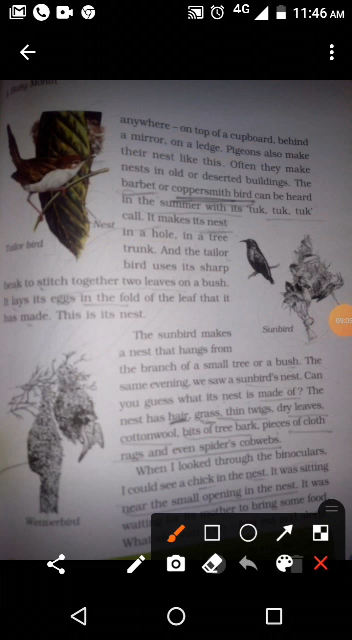 4G 11:46 AM
A Busy Month
anywhere – on top of a cupboard, behind
a mirror, on a ledge. Pigeons also make
their nest like this. Often they make
nests in old or deserted buildings. The
barbet or coppersmith bird can be heard
in the summer with its 'tuk, tuk, tuk'
call. It makes its nest
in a hole, in a tree
trunk. And the tailor
bird uses its sharp
beak to stitch together two leaves on a bush.
It lays its eggs in the fold of the leaf that it
has made. This is its nest.
Nest
Tailor bird
Sunbird
The sunbird makes
a nest that hangs from
the branch of a small tree or a bush. The
same evening, we saw a sunbird's nest. Can
you guess what its nest is made of? The
nest has hair, grass, thin twigs, dry leaves,
cottonwool, bits of tree bark, pieces of cloth
rags and even spider's cobwebs.
When I looked through the binoculars,
I could see a chick in the nest. It was sitting
near the small opening in the nest. It was
waiting to bring some food
What
Weaverbird